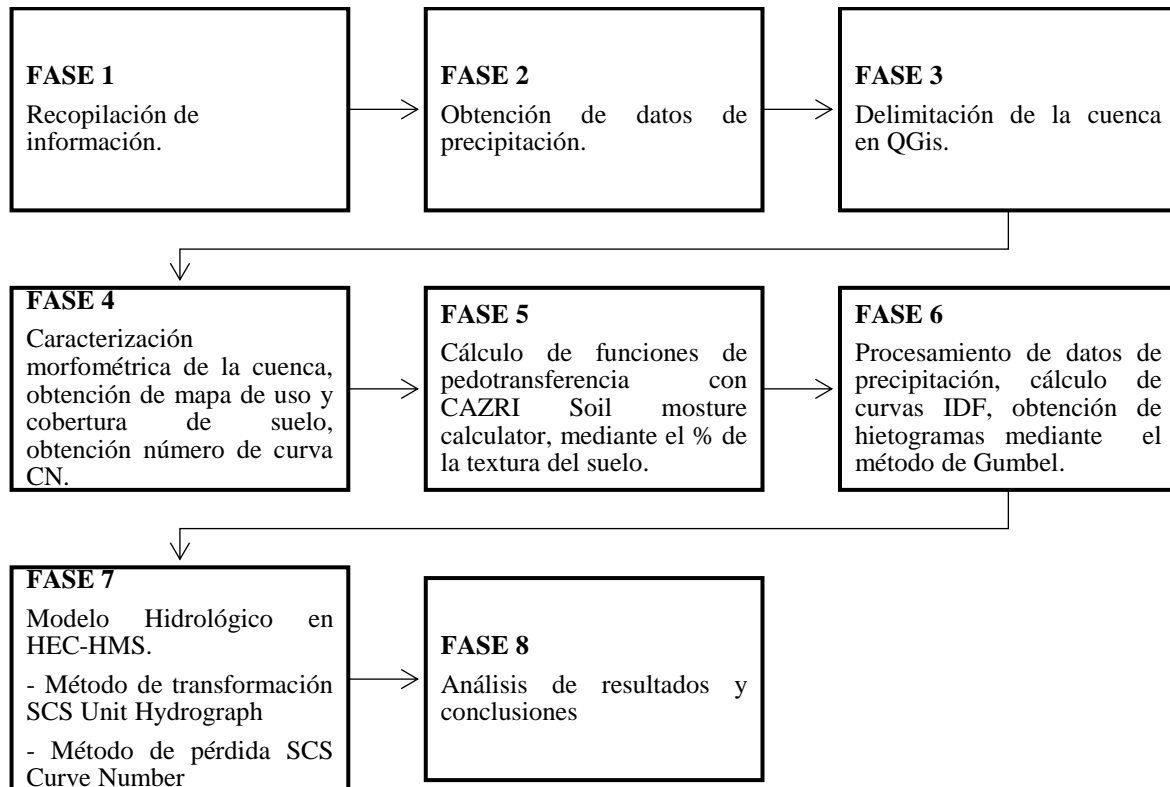 FASE 1
Recopilación de
información.
FASE 2
Obtención de datos de
precipitación.
FASE 3
Delimitación de la cuenca
en QGis.
FASE 4
Caracterización
morfométrica de la cuenca,
obtención de mapa de uso y
cobertura de suelo,
obtención número de curva
CN.
FASE 5
Cálculo de funciones de
pedotransferencia con
CAZRI Soil mosture
calculator, mediante el % de
la textura del suelo.
FASE 6
Procesamiento de datos de
precipitación, cálculo de
curvas IDF, obtención de
hietogramas mediante el
método de Gumbel.
FASE 7
Modelo Hidrológico en
HEC-HMS.
- Método de transformación
SCS Unit Hydrograph
- Método de pérdida SCS
Curve Number
FASE 8
Análisis de resultados y
conclusiones